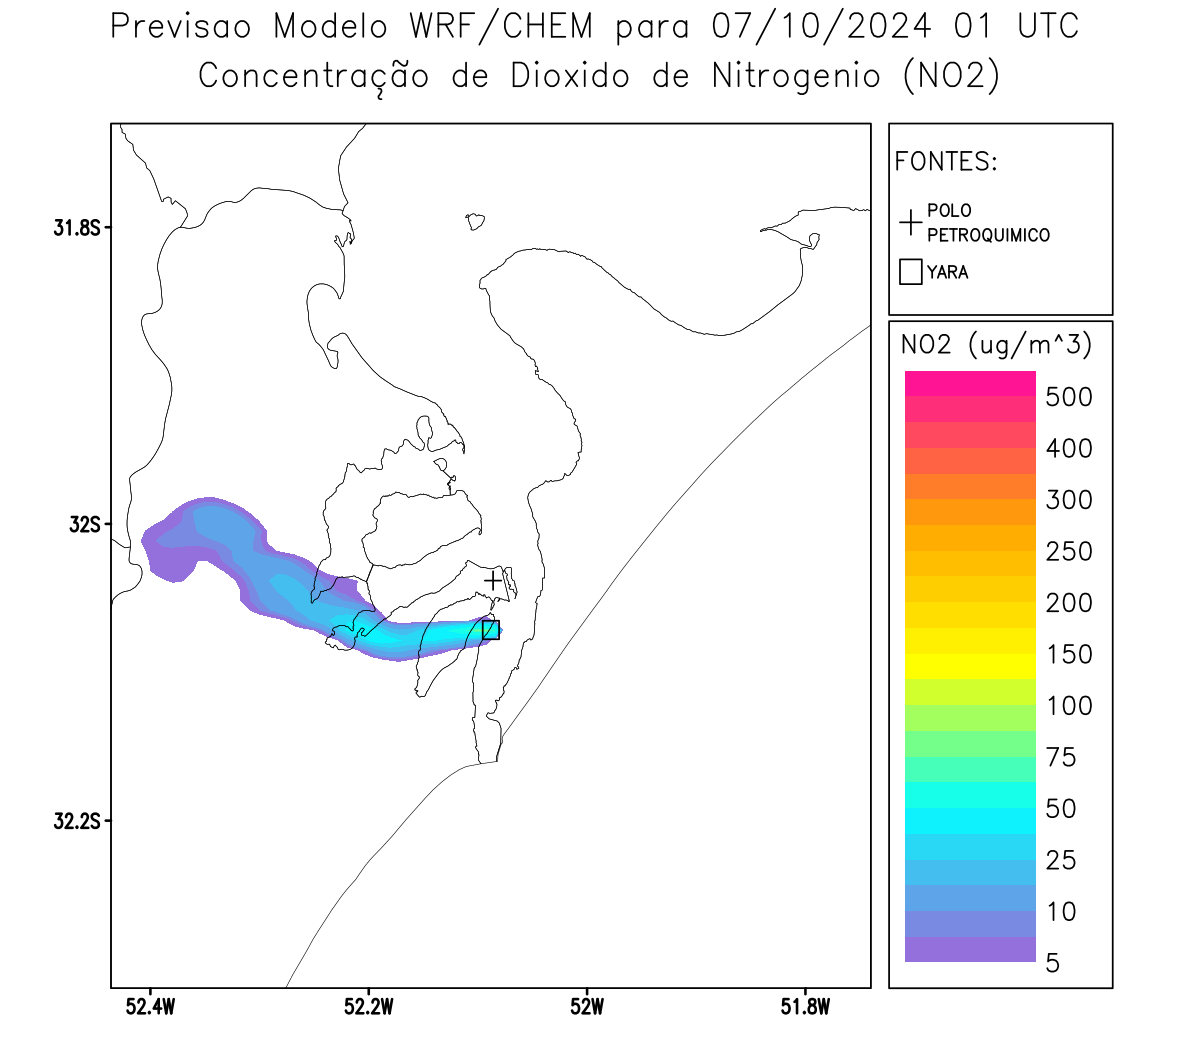 Previsao Modelo WRF/CHEM para 07/10/2024 01 UTC
Concentração de Dioxido de Nitrogenio (NO2)
FONTES:
POLO
PETROQUIMICO
YARA
NO2 (ug/m^3)
500
400
300
250
200
150
100
75
50
25
10
5
31.8S
32S
32.2S
52.4W
52.2W
52W
51.8W